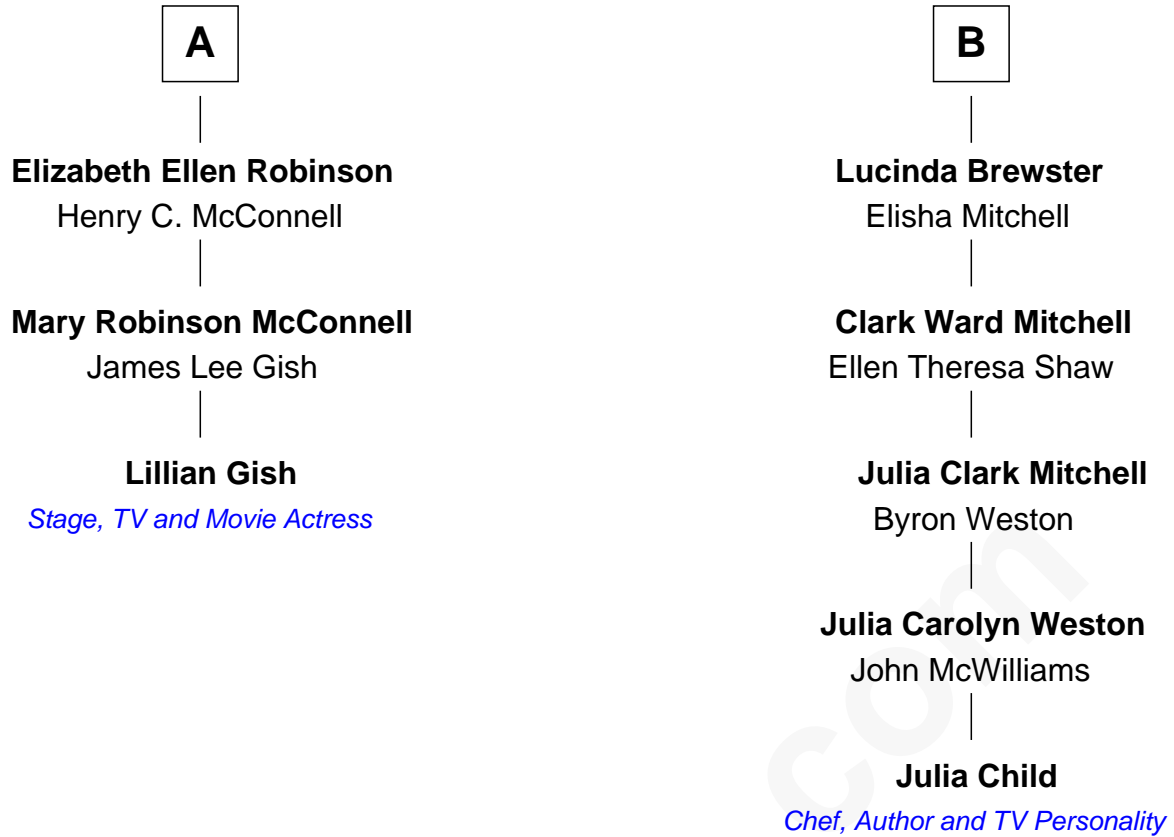 A
Elizabeth Ellen Robinson
Henry C. McConnell
Mary Robinson McConnell
James Lee Gish
Lillian Gish
Stage, TV and Movie Actress
B
Lucinda Brewster
Elisha Mitchell
Clark Ward Mitchell
Ellen Theresa Shaw
Julia Clark Mitchell
Byron Weston
Julia Carolyn Weston
John McWilliams
Julia Child
Chef, Author and TV Personality
com